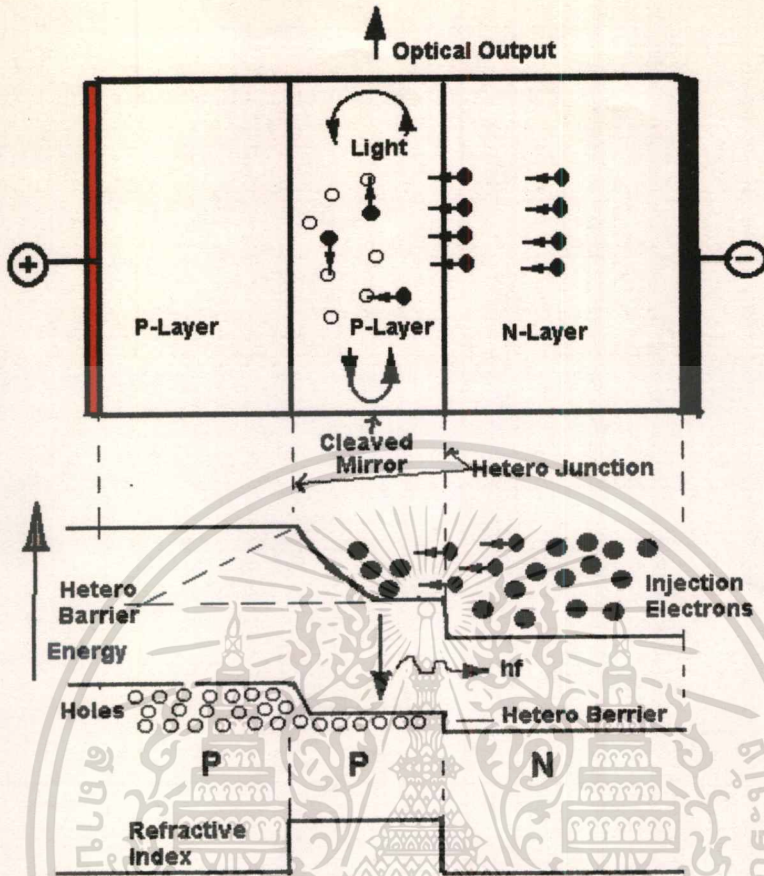 Optical Output
Light
+
-
P-Layer
P-Layer
N-Layer
Cleaved
Mirror
Hetero Junction
Hetero
Barrier
Injection
Electrons
Energy
hf
Holes
Hetero Berrier
P
P
N
Refractive
Index